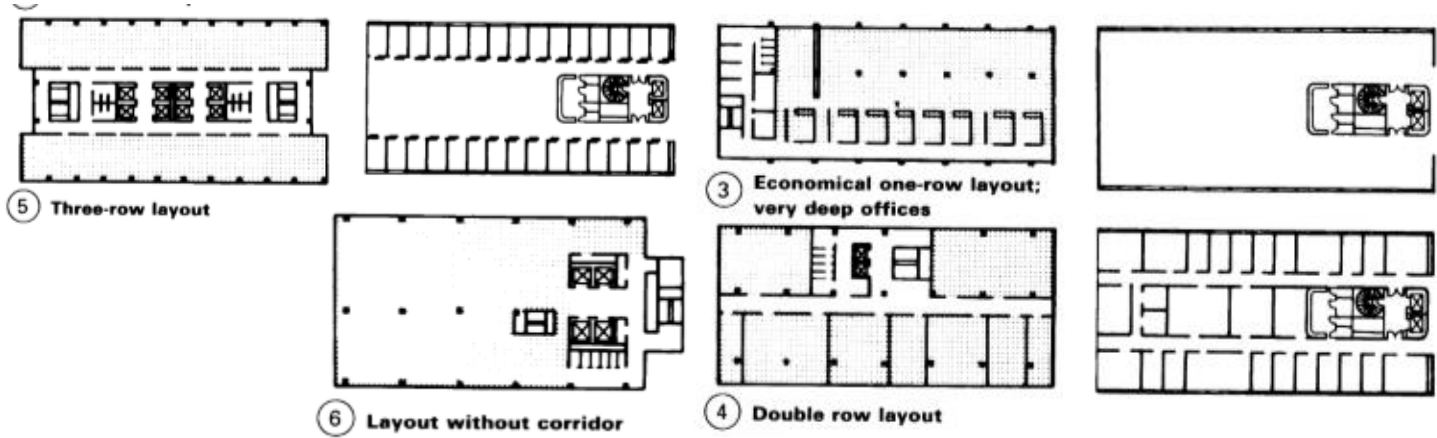 5 Three-row layout
3 Economical one-row layout;
very deep offices
6 Layout without corridor
4 Double row layout